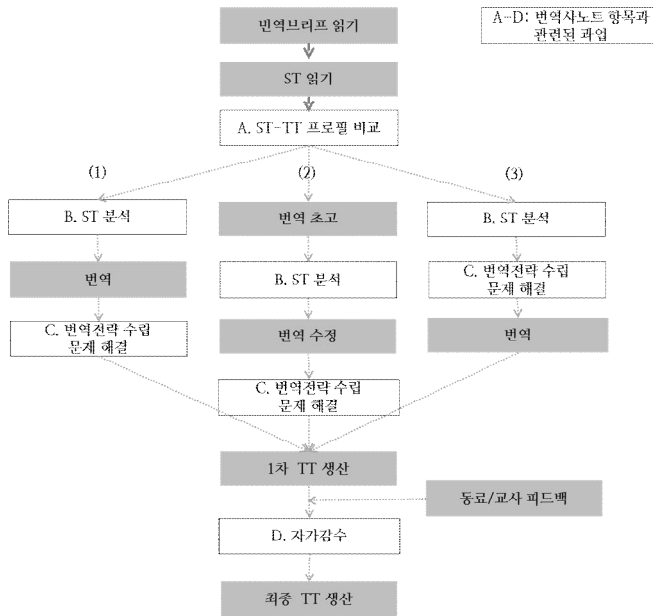 번역브리프 읽기
A-D: 번역사노트 항목과
관련된 과업
ST 읽기
A. ST-TT 프로필 비교
(1)
(2)
(3)
B. ST 분석
번역 초고
B. ST 분석
번역
B. ST 분석
C. 번역전략 수립
문제 해결
C. 번역전략 수립
문제 해결
번역 수정
번역
C. 번역전략 수립
문제 해결
1차 TT 생산
동료/교사 피드백
D. 자가감수
최종 TT 생산